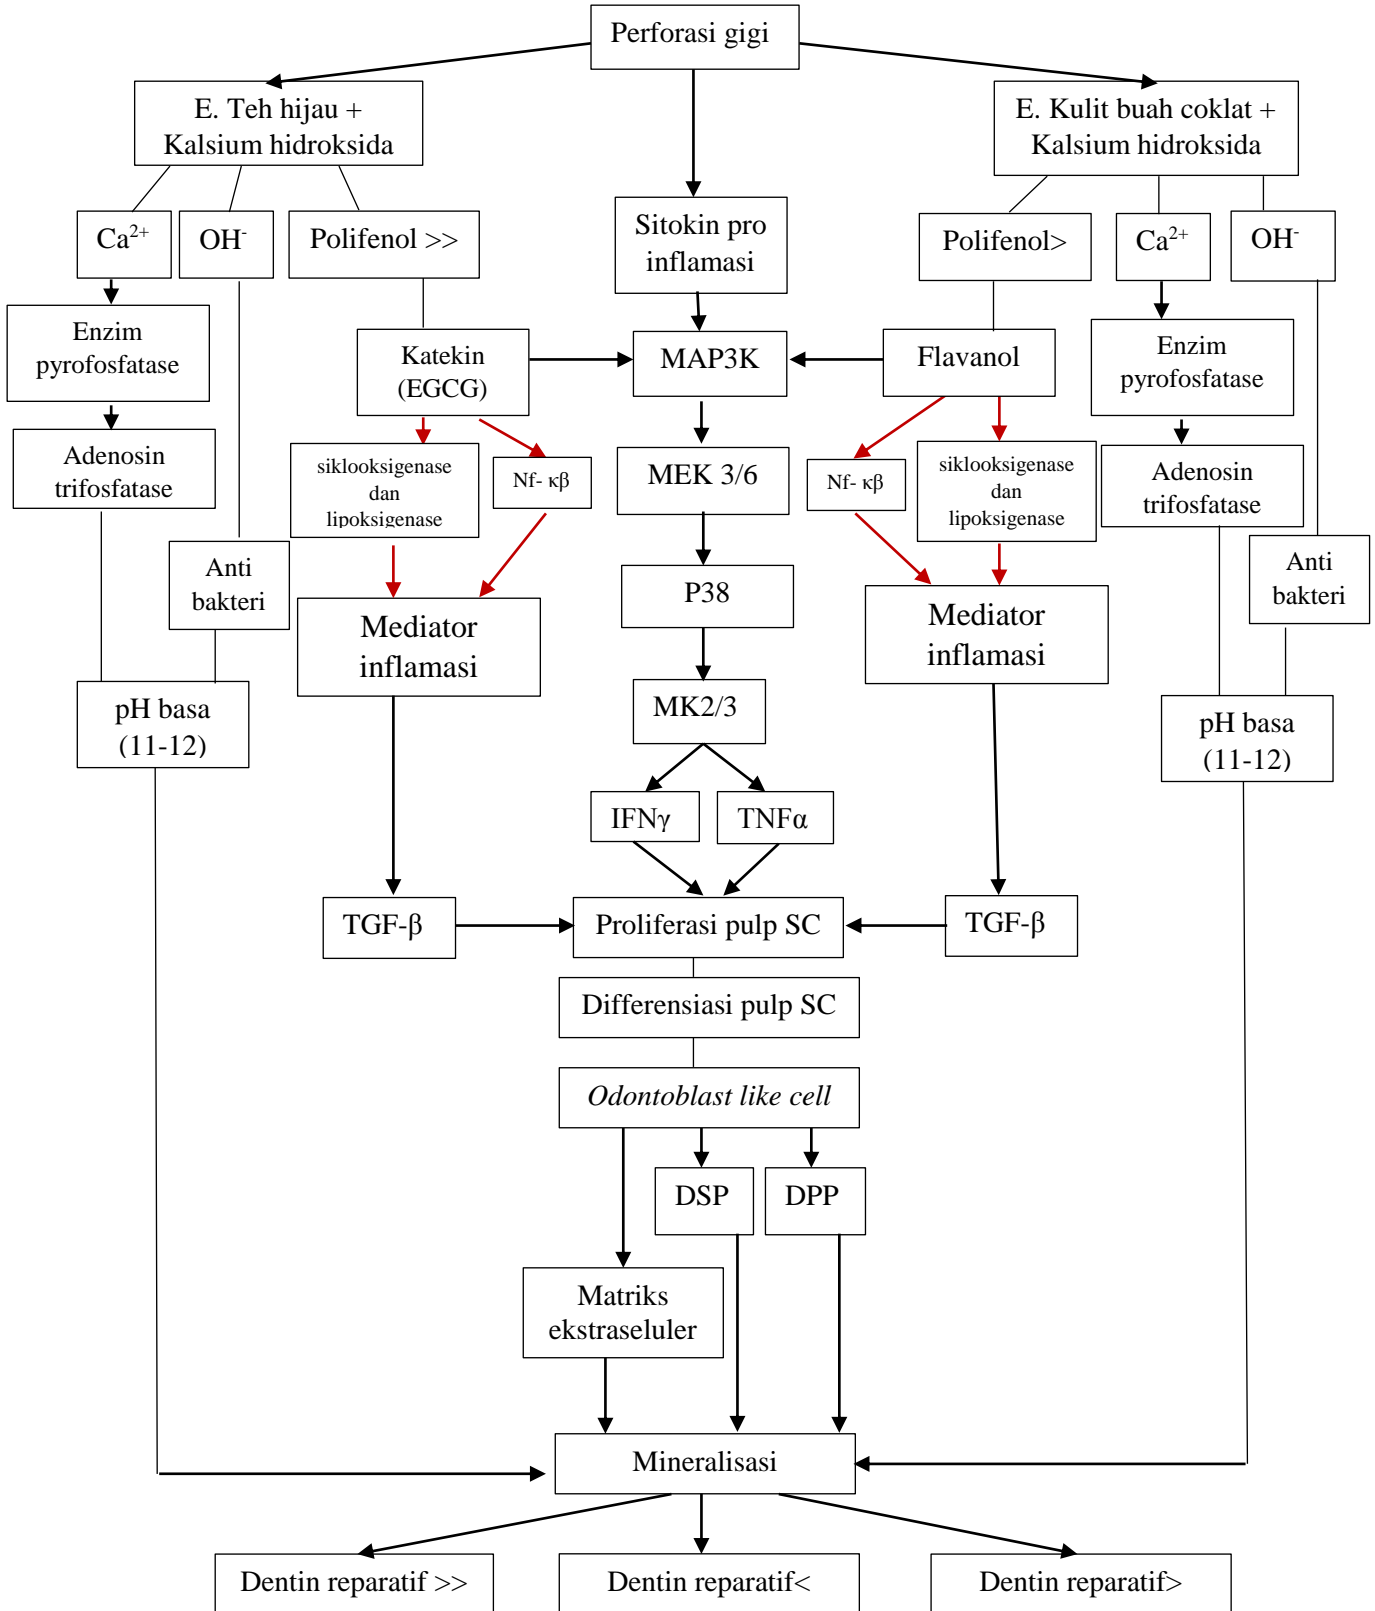 Perforasi gigi
E. Teh hijau +
Kalsium hidroksida
E. Kulit buah coklat +
Kalsium hidroksida
Ca²⁺
OH⁻
Polifenol >>
Sitokin pro
inflamasi
Polifenol>
Ca²⁺
OH⁻
Enzim
pyrofosfatase
Katekin
(EGCG)
MAP3K
Flavanol
Enzim
pyrofosfatase
Adenosin
trifosfatase
siklooksigenase
dan
lipoksigenase
Nf- κβ
MEK 3/6
Nf- κβ
siklooksigenase
dan
lipoksigenase
Adenosin
trifosfatase
Anti
bakteri
P38
Anti
bakteri
Mediator
inflamasi
Mediator
inflamasi
pH basa
(11-12)
MK2/3
pH basa
(11-12)
IFNγ
TNFα
TGF-β
Proliferasi pulp SC
TGF-β
Differensiasi pulp SC
Odontoblast like cell
DSP
DPP
Matriks
ekstraseluler
Mineralisasi
Dentin reparatif >>
Dentin reparatif<
Dentin reparatif>